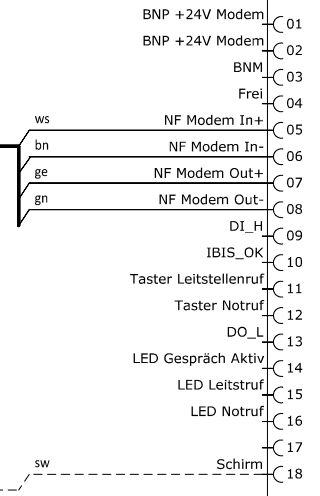 BNP +24V Modem 01
BNP +24V Modem 02
BNM 03
Frei 04
ws NF Modem In+ 05
bn NF Modem In- 06
ge NF Modem Out+ 07
gn NF Modem Out- 08
DI_H 09
IBIS_OK 10
Taster Leitstellenruf 11
Taster Notruf 12
DO_L 13
LED Gespräch Aktiv 14
LED Leitstruf 15
LED Notruf 16
17
sw Schirm 18